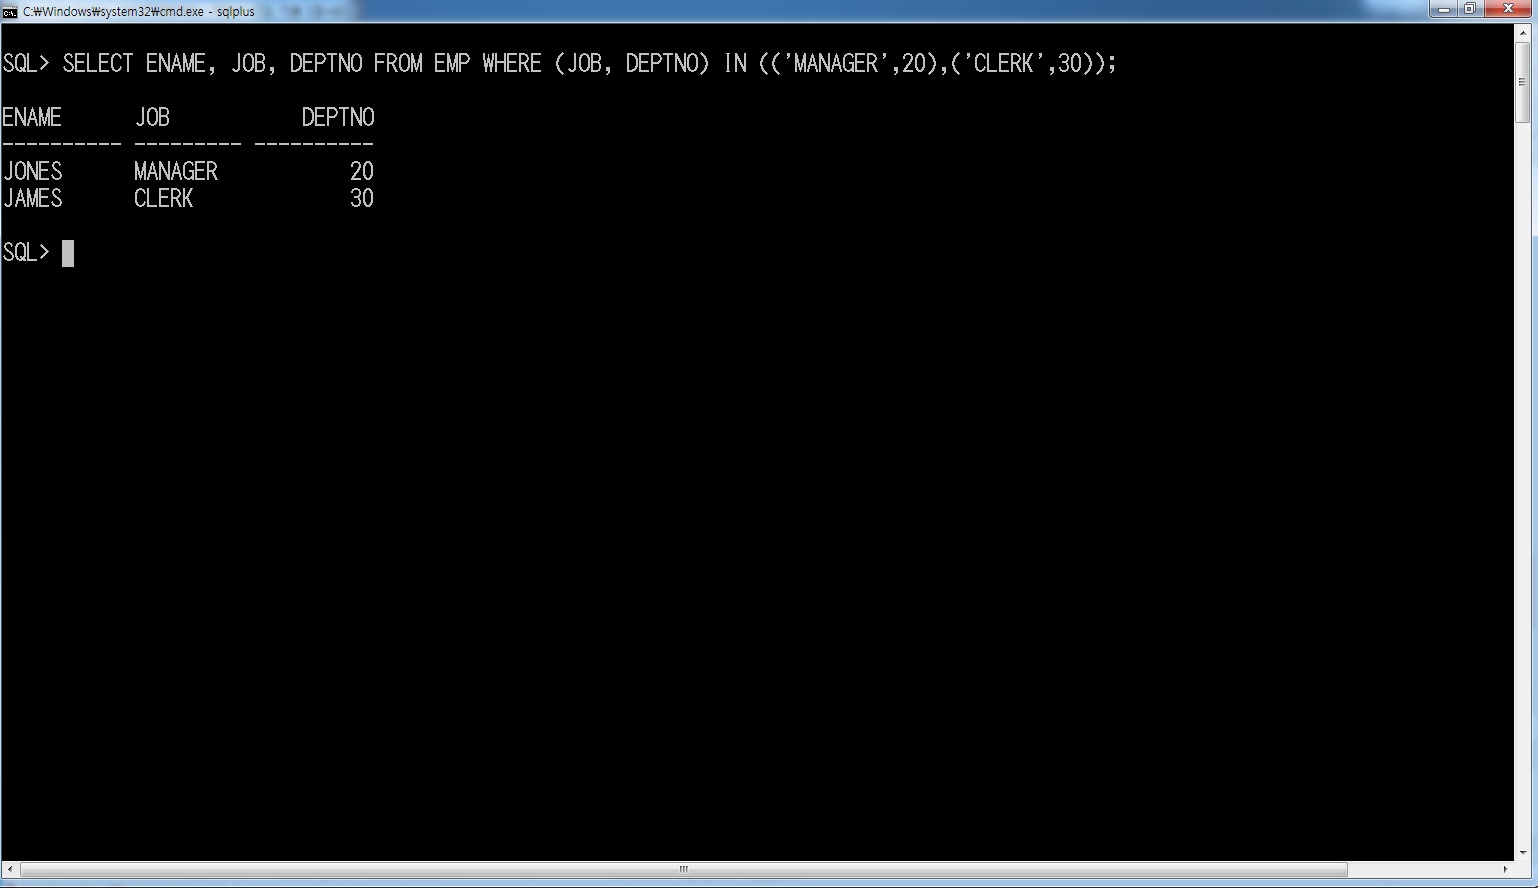 C:₩Windows₩system32₩cmd.exe - sqlplus
SQL> SELECT ENAME, JOB, DEPTNO FROM EMP WHERE (JOB, DEPTNO) IN (('MANAGER',20),('CLERK',30));
ENAME      JOB           DEPTNO
---------- --------- ----------
JONES      MANAGER           20
JAMES      CLERK             30
SQL>